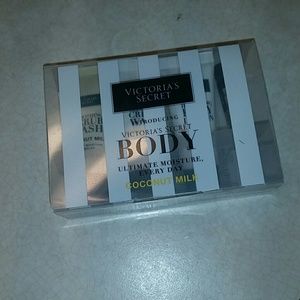 VICTORIA'S
SECRET
INTRODUCING
VICTORIA'S SECRET
BODY
ULTIMATE MOISTURE,
EVERY DAY
COCONUT MILK